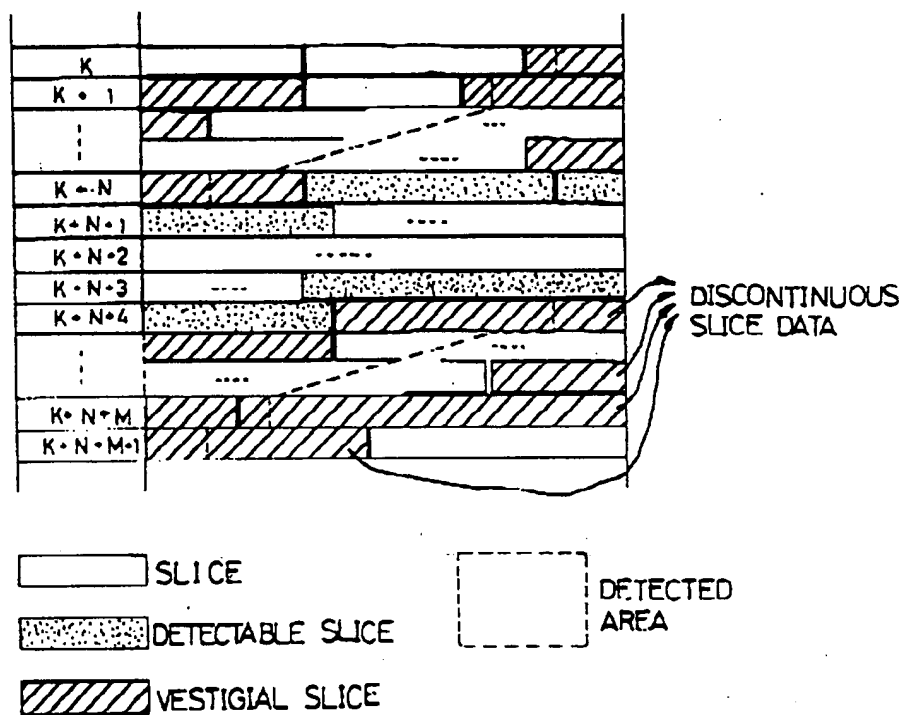 K
K + 1
----
----
K + N
K + N + 1 ----
K + N + 2 -----
K + N + 3 ----
K + N + 4
DISCONTINUOUS
SLICE DATA
----
----
K + N + M
K + N + M + 1
SLICE
DETECTABLE SLICE
VESTIGIAL SLICE
DETECTED
AREA